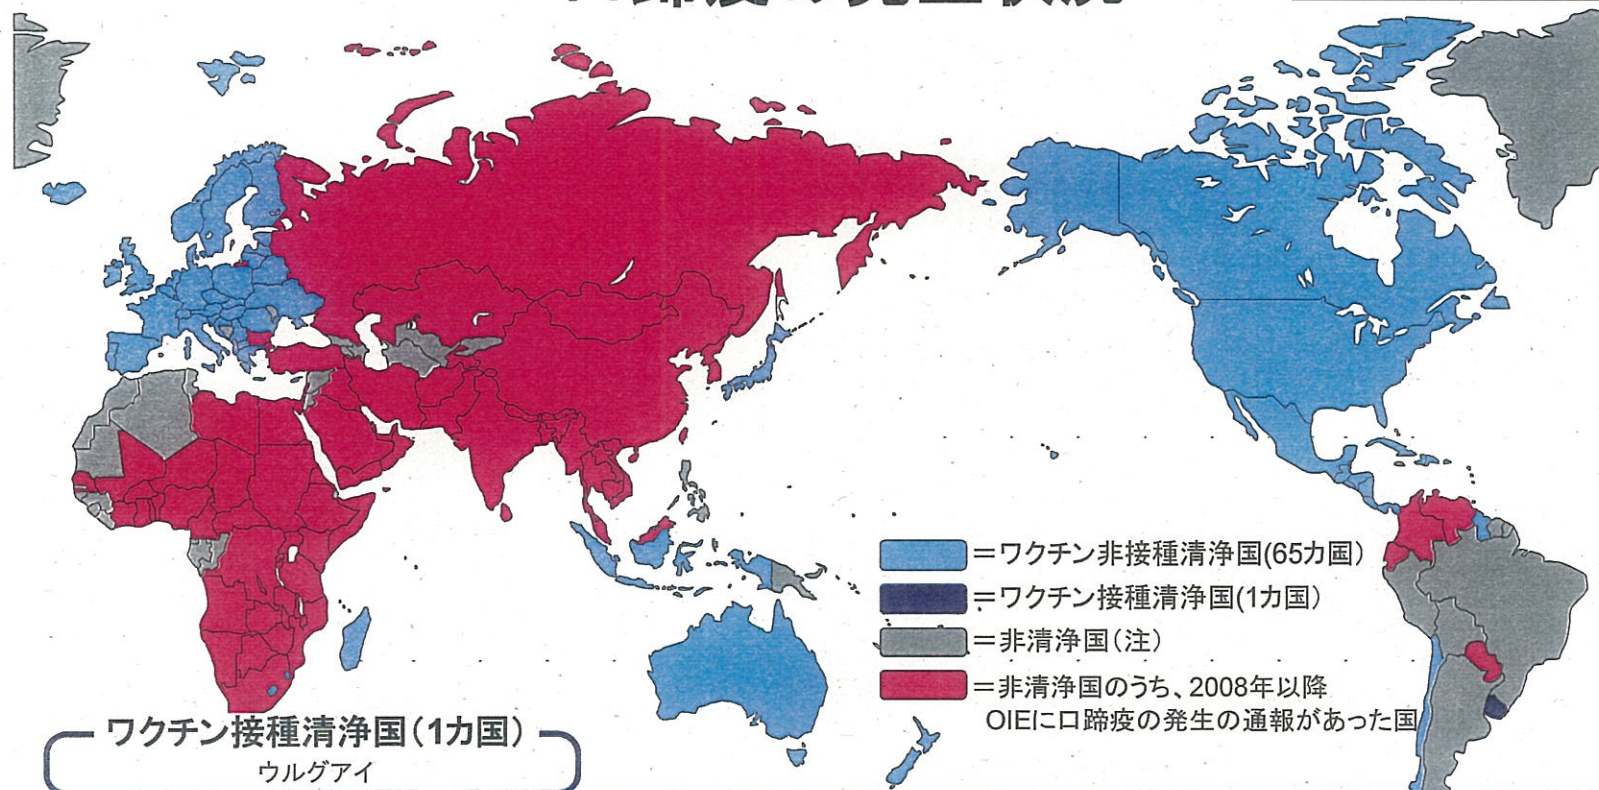 =ワクチン非接種清浄国(65カ国)
=ワクチン接種清浄国(1カ国)
=非清浄国(注)
=非清浄国のうち、2008年以降
OIEに口蹄疫の発生の通報があった国
ワクチン接種清浄国(1カ国)
ウルグアイ